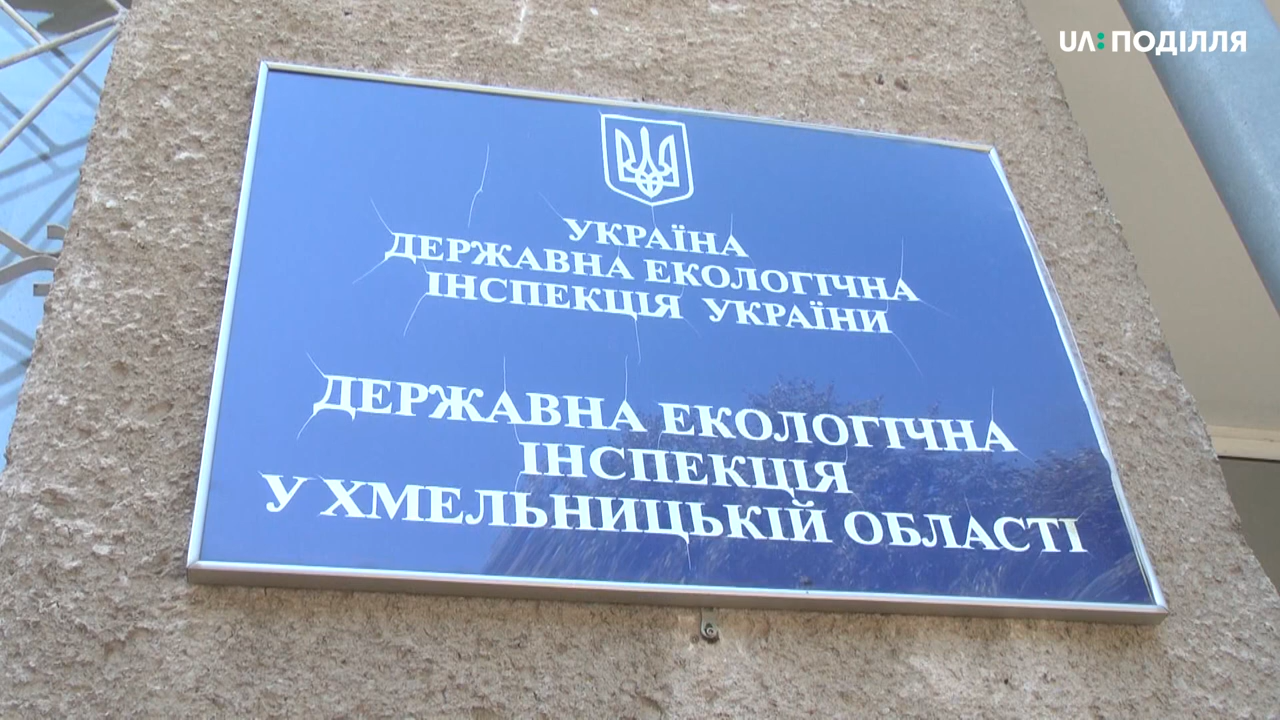 UA: ПОДІЛЛЯ
УКРАЇНА
ДЕРЖАВНА ЕКОЛОГІЧНА
ІНСПЕКЦІЯ УКРАЇНИ
ДЕРЖАВНА ЕКОЛОГІЧНА
ІНСПЕКЦІЯ
У ХМЕЛЬНИЦЬКІЙ ОБЛАСТІ